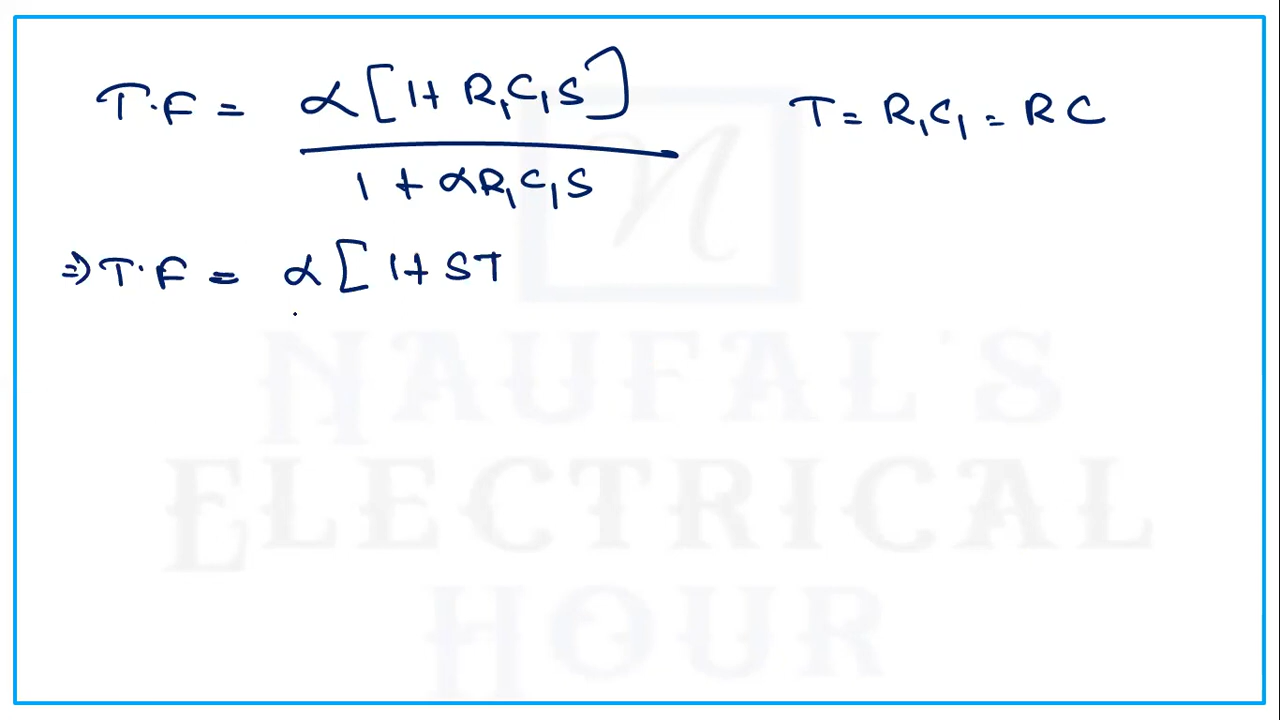 T.F = α[1+ R₁C₁S] / 1 + αR₁C₁S
T = R₁C₁ = RC
⇒ T.F = α[1+ ST
N
NAUFAL'S
ELECTRICAL
HOUR